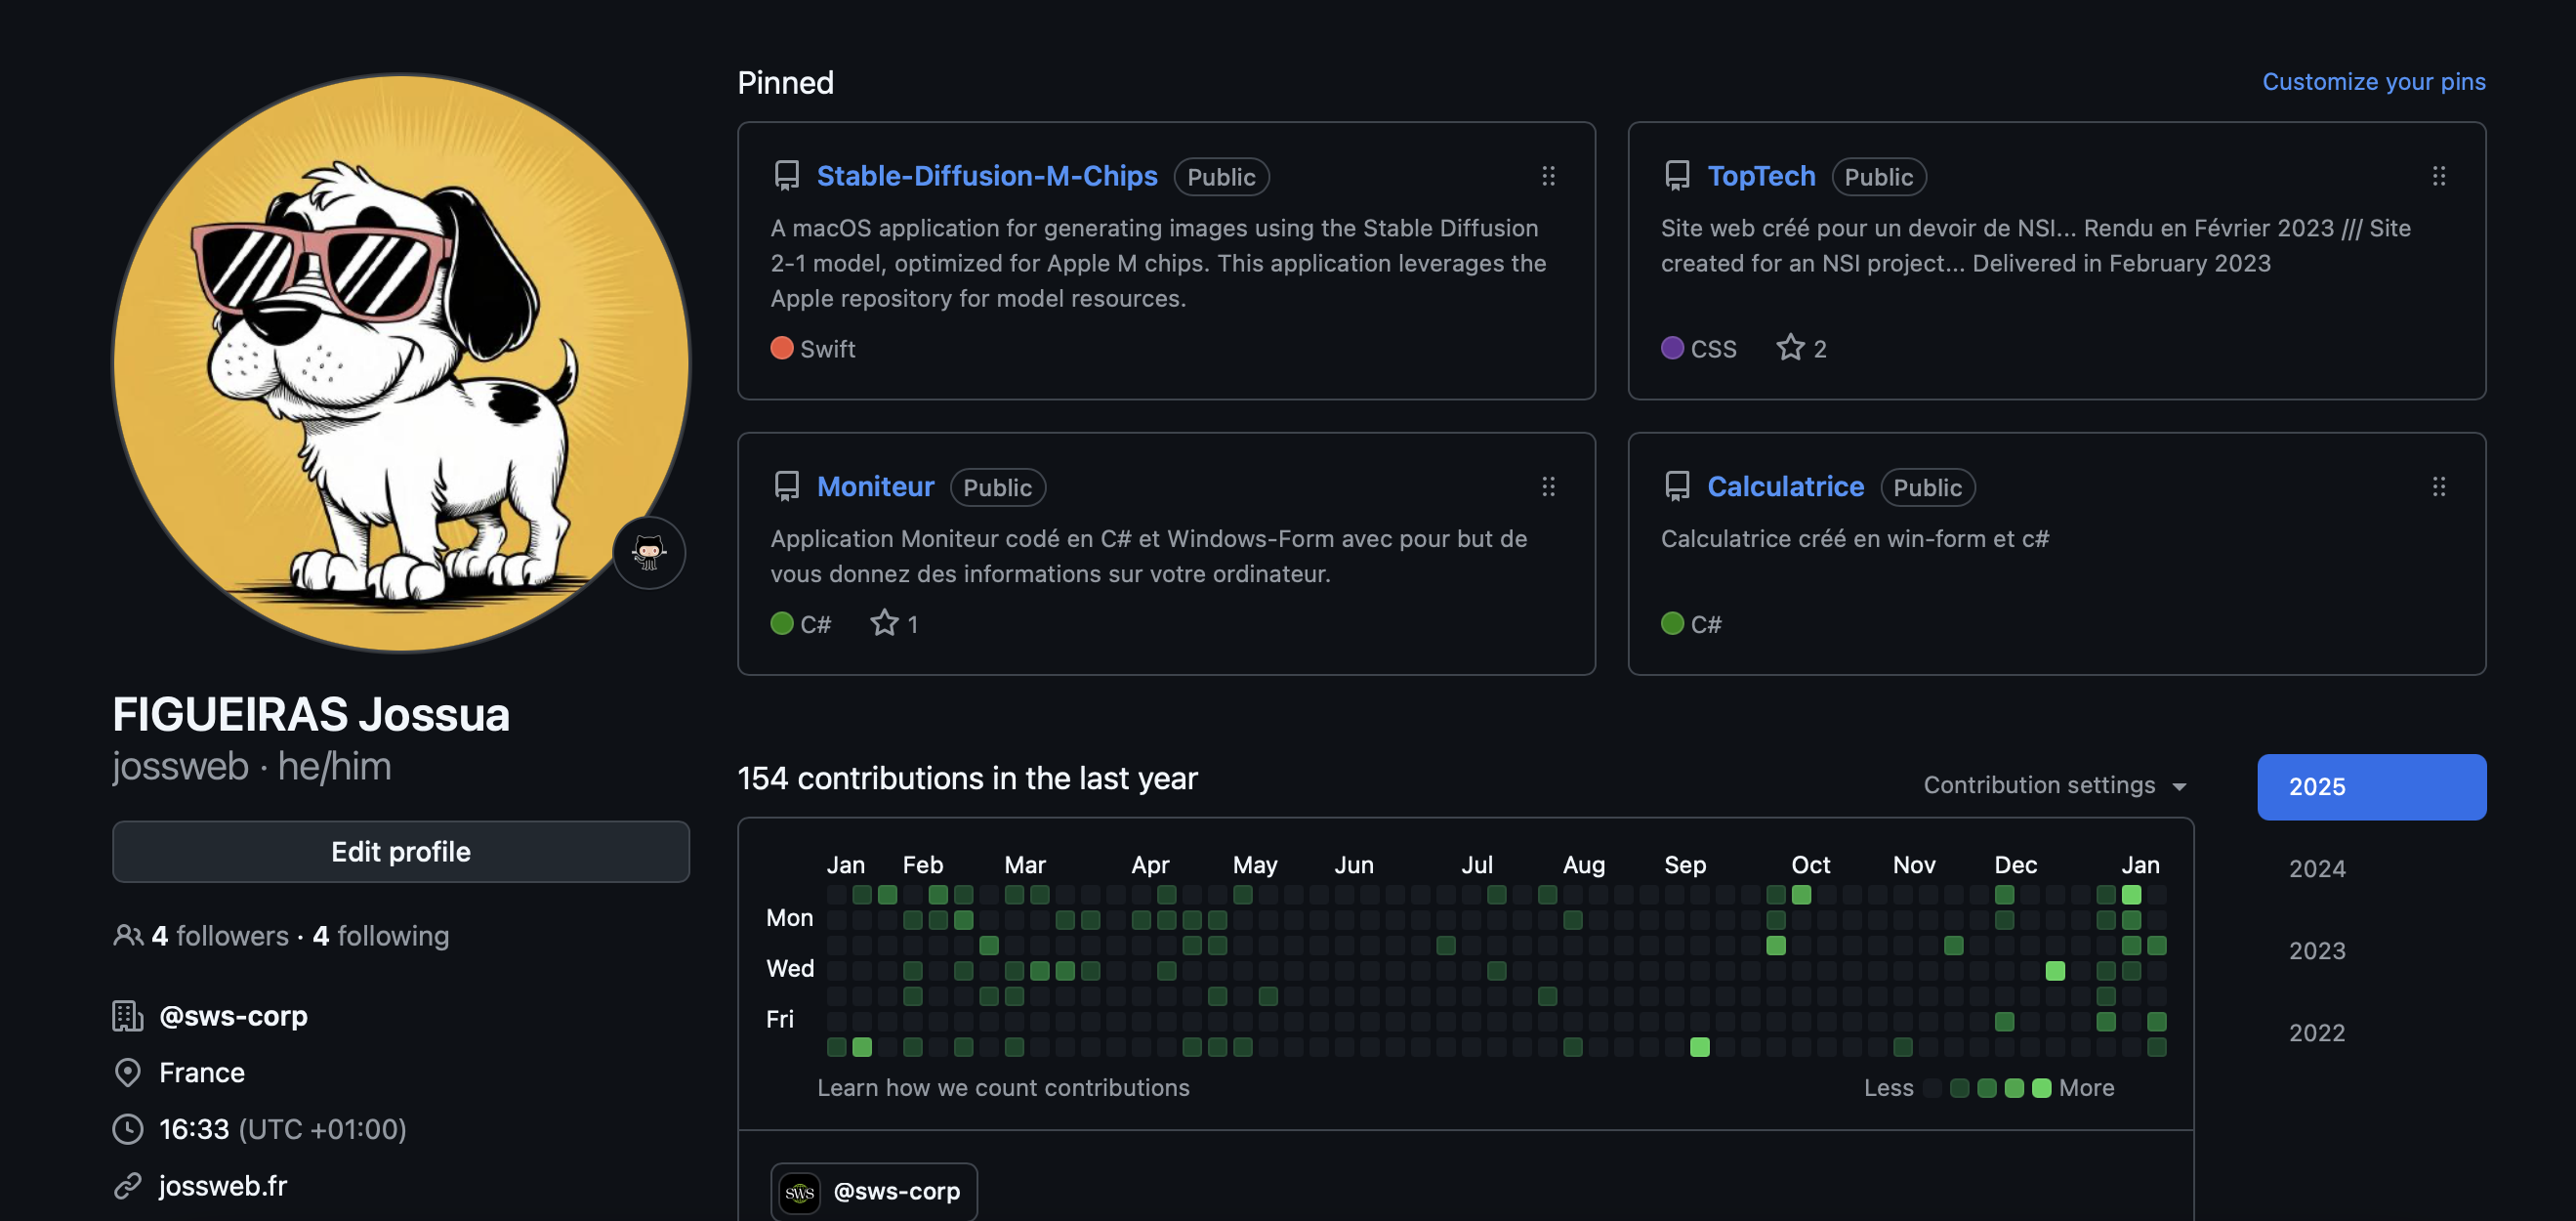 Pinned
Customize your pins
Stable-Diffusion-M-Chips Public
A macOS application for generating images using the Stable Diffusion
2-1 model, optimized for Apple M chips. This application leverages the
Apple repository for model resources.
Swift
TopTech Public
Site web créé pour un devoir de NSI... Rendu en Février 2023 /// Site
created for an NSI project... Delivered in February 2023
CSS 2
Moniteur Public
Application Moniteur codé en C# et Windows-Form avec pour but de
vous donnez des informations sur votre ordinateur.
C# 1
Calculatrice Public
Calculatrice créé en win-form et c#
C#
FIGUEIRAS Jossua
jossweb · he/him
Edit profile
4 followers · 4 following
@sws-corp
France
16:33 (UTC +01:00)
jossweb.fr
154 contributions in the last year
Contribution settings
2025
2024
2023
2022
Jan Feb Mar Apr May Jun Jul Aug Sep Oct Nov Dec Jan
Mon
Wed
Fri
Learn how we count contributions
Less More
SWS @sws-corp